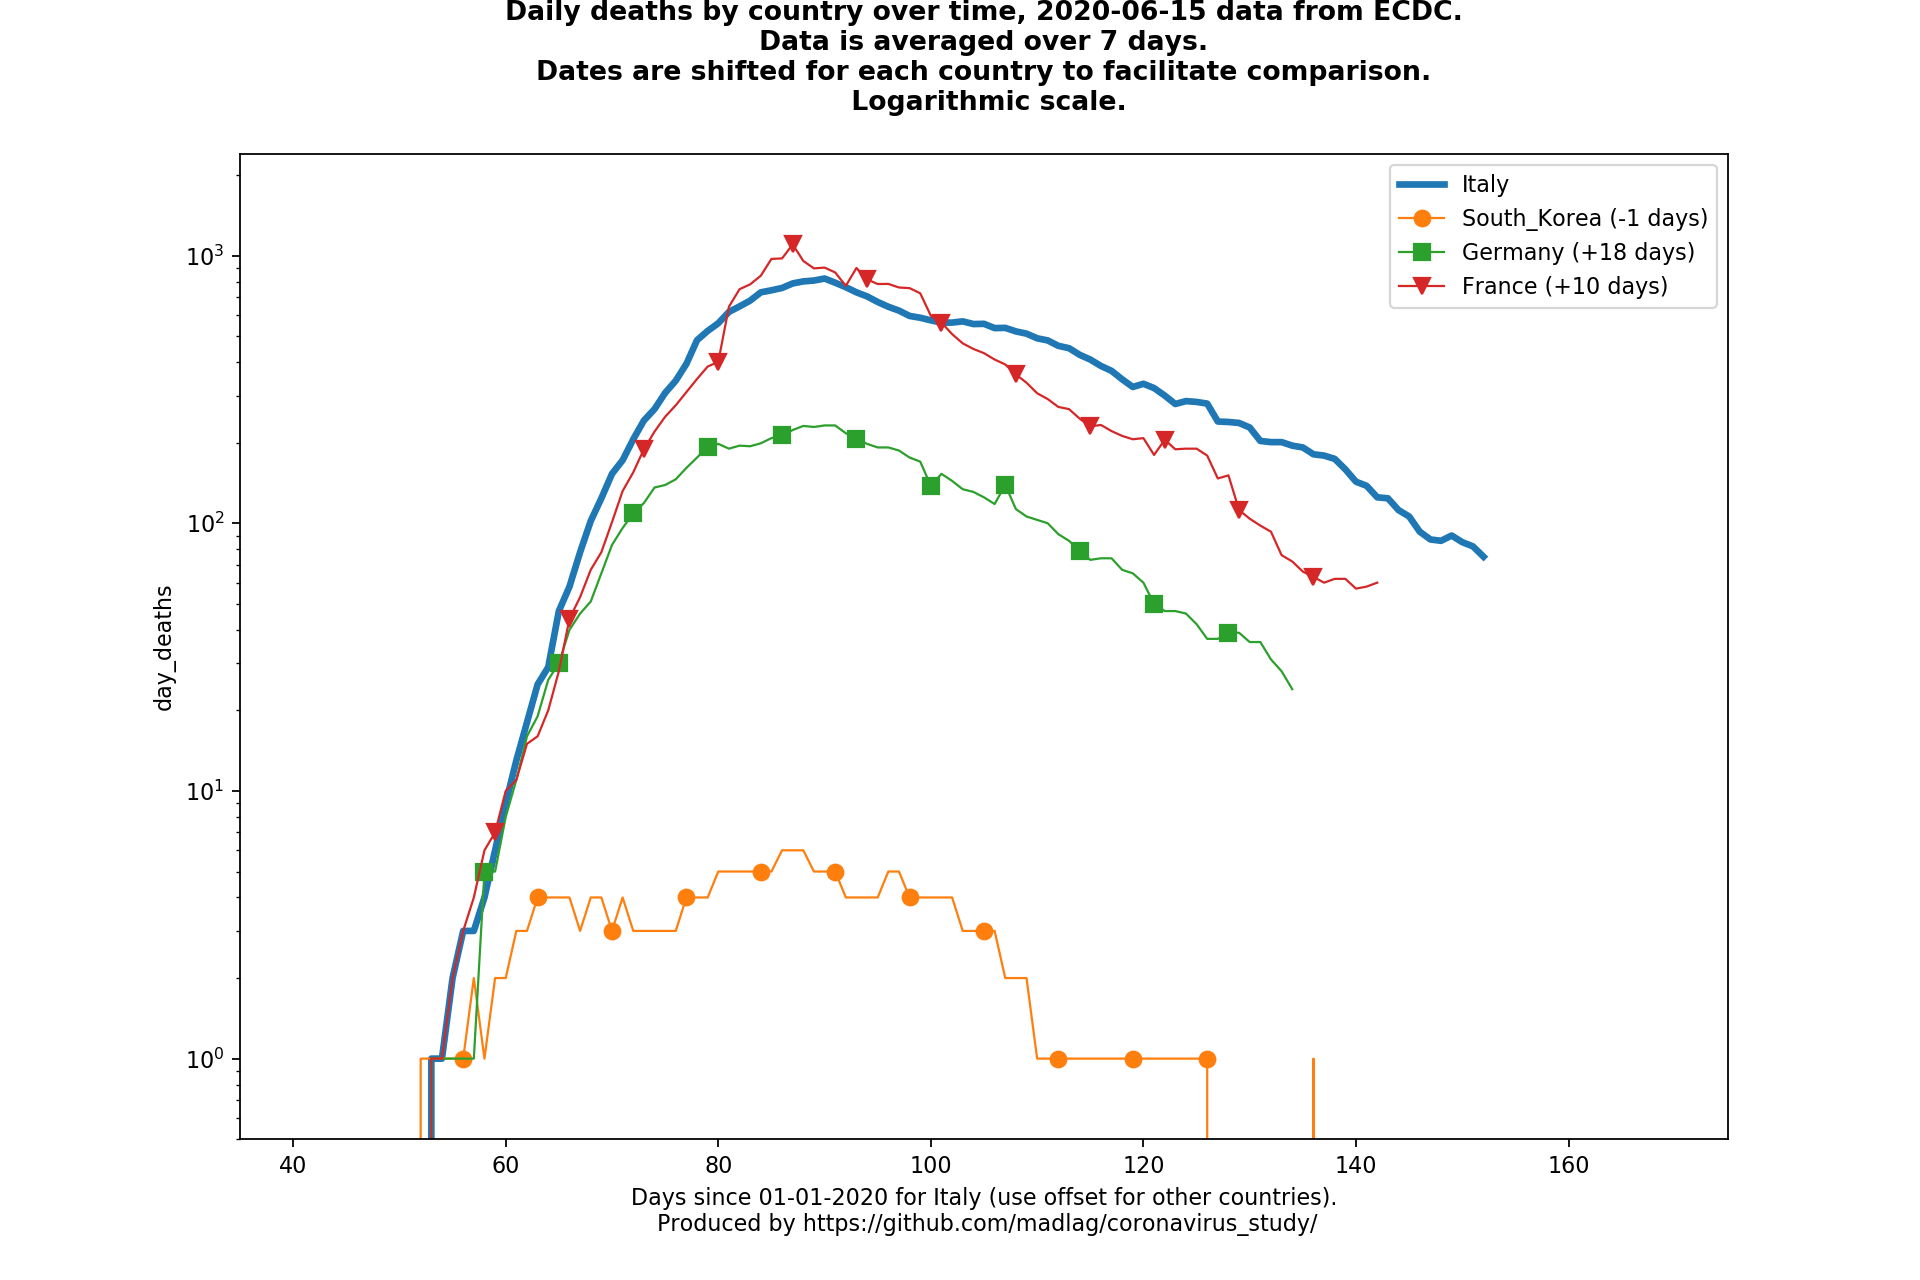 Daily deaths by country over time, 2020-06-15 data from ECDC.
Data is averaged over 7 days.
Dates are shifted for each country to facilitate comparison.
Logarithmic scale.
Italy
South_Korea (-1 days)
Germany (+18 days)
France (+10 days)
day_deaths
10³
10²
10¹
10⁰
40 60 80 100 120 140 160
Days since 01-01-2020 for Italy (use offset for other countries).
Produced by https://github.com/madlag/coronavirus_study/